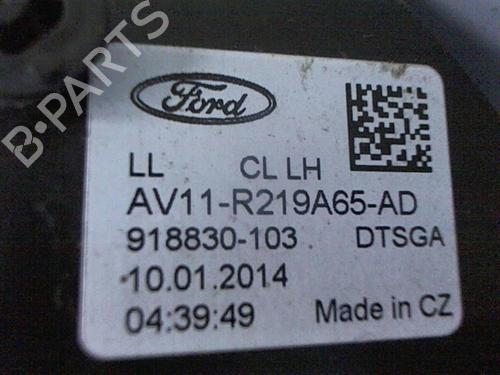 B-PARTS
Ford
LL CL LH
AV11-R219A65-AD
918830-103 DTSGA
10.01.2014
04:39:49 Made in CZ